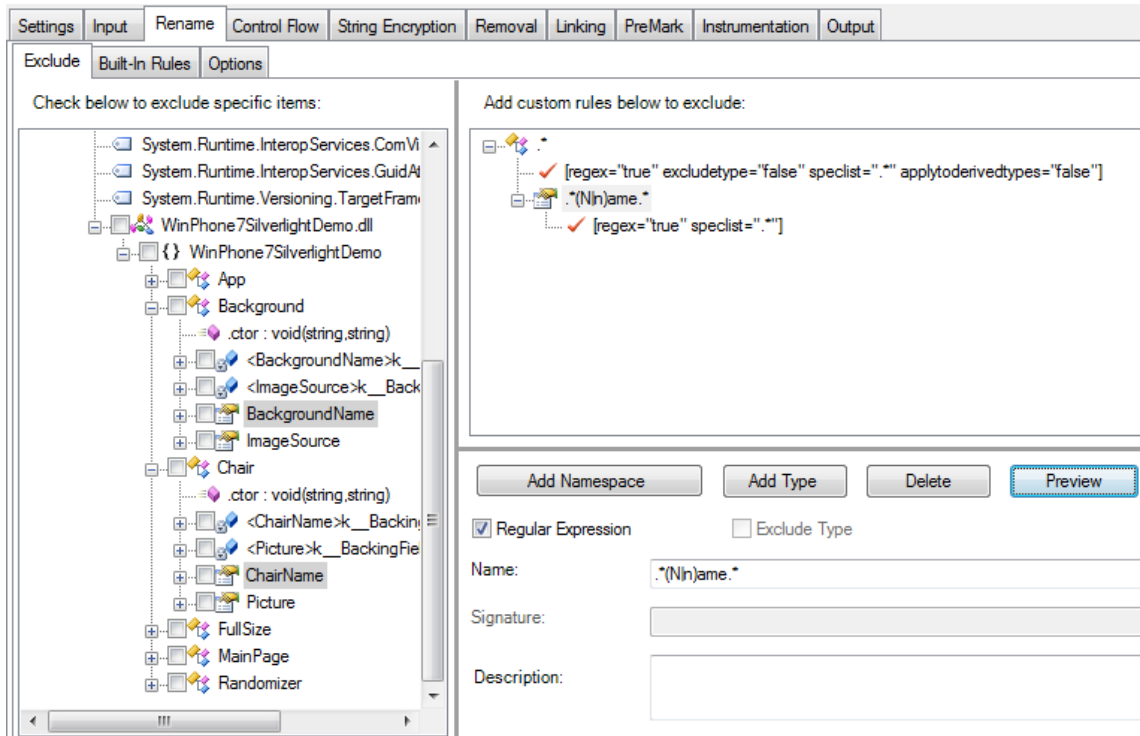 Settings Input Rename Control Flow String Encryption Removal Linking PreMark Instrumentation Output
Exclude Built-In Rules Options
Check below to exclude specific items:
System.Runtime.InteropServices.ComVi
System.Runtime.InteropServices.GuidAt
System.Runtime.Versioning.TargetFrame
WinPhone7SilverlightDemo.dll
{} WinPhone7SilverlightDemo
App
Background
.ctor : void(string,string)
<BackgroundName>k__
<ImageSource>k__Back
BackgroundName
ImageSource
Chair
.ctor : void(string,string)
<ChairName>k__Backing
<Picture>k__BackingFie
ChairName
Picture
FullSize
MainPage
Randomizer
Add custom rules below to exclude:
.*
[regex="true" excludetype="false" speclist=".*" applytoderivedtypes="false"]
.*(N|n)ame.*
[regex="true" speclist=".*"]
Add Namespace Add Type Delete Preview
Regular Expression Exclude Type
Name: .*(N|n)ame.*
Signature:
Description: